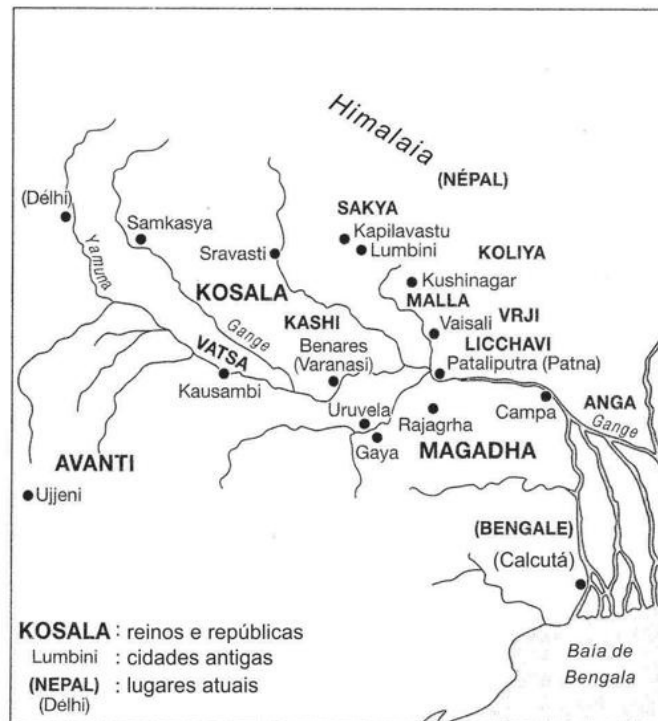 Himalaia
(NÉPAL)
(Délhi)
SAKYA
Samkasya
Kapilavastu
Sravasti
Lumbini
KOLIYA
Yamuna
Kushinagar
KOSALA
MALLA
Gange
KASHI
Vaisali
VRJI
VATSA
Benares
(Varanasi)
LICCHAVI
Pataliputra (Patna)
Kausambi
Uruvela
Rajagrha
Campa
ANGA
Gange
Gaya
AVANTI
MAGADHA
Ujjeni
(BENGALE)
(Calcutá)
KOSALA : reinos e repúblicas
Lumbini : cidades antigas
(NEPAL) : lugares atuais
(Délhi)
Baía de
Bengala